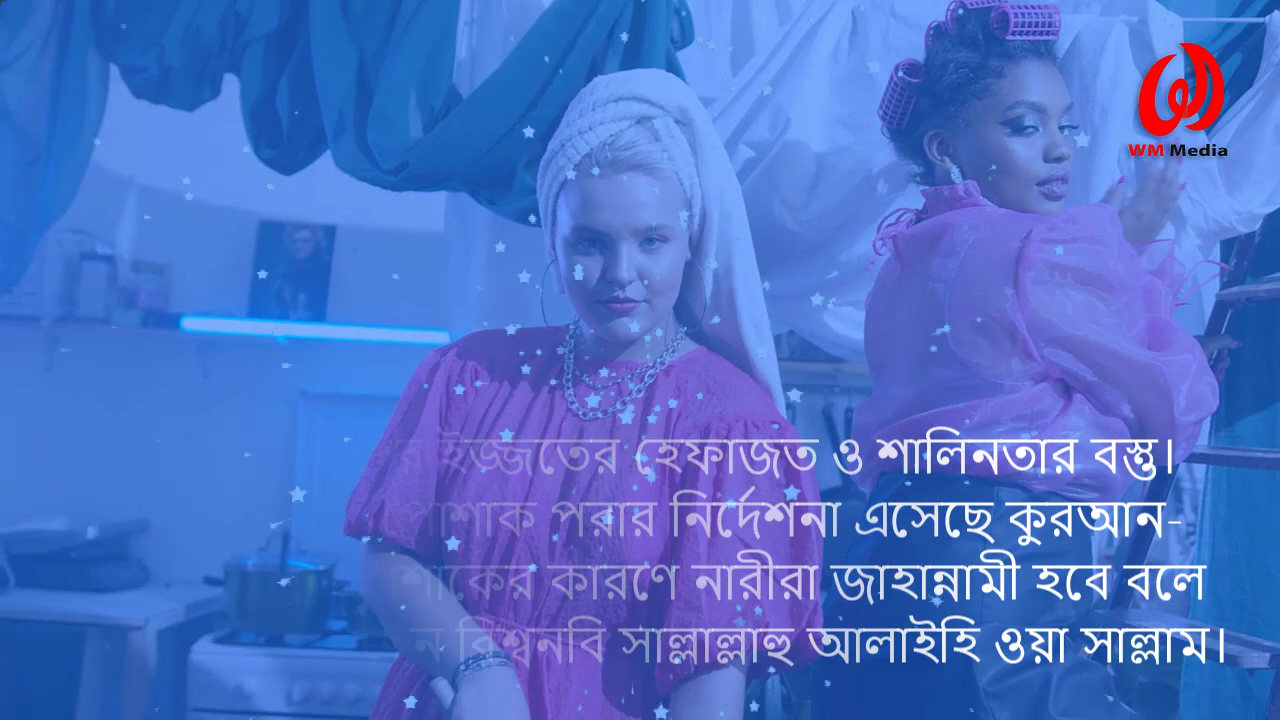 WM Media
র ইজ্জতের হেফাজত ও শালিনতার বস্তু।
পোশাক পরার নির্দেশনা এসেছে কুরআন-
শাকের কারণে নারীরা জাহান্নামী হবে বলে
ন বিশ্বনবি সাল্লাল্লাহু আলাইহি ওয়া সাল্লাম।